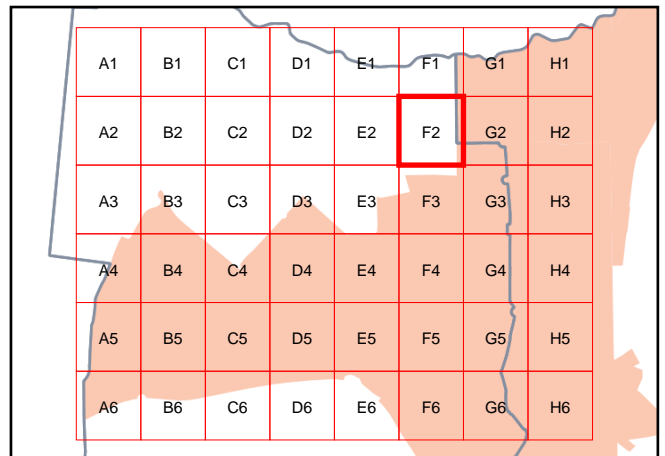 A1 B1 C1 D1 E1 F1 G1 H1
A2 B2 C2 D2 E2 F2 G2 H2
A3 B3 C3 D3 E3 F3 G3 H3
A4 B4 C4 D4 E4 F4 G4 H4
A5 B5 C5 D5 E5 F5 G5 H5
A6 B6 C6 D6 E6 F6 G6 H6